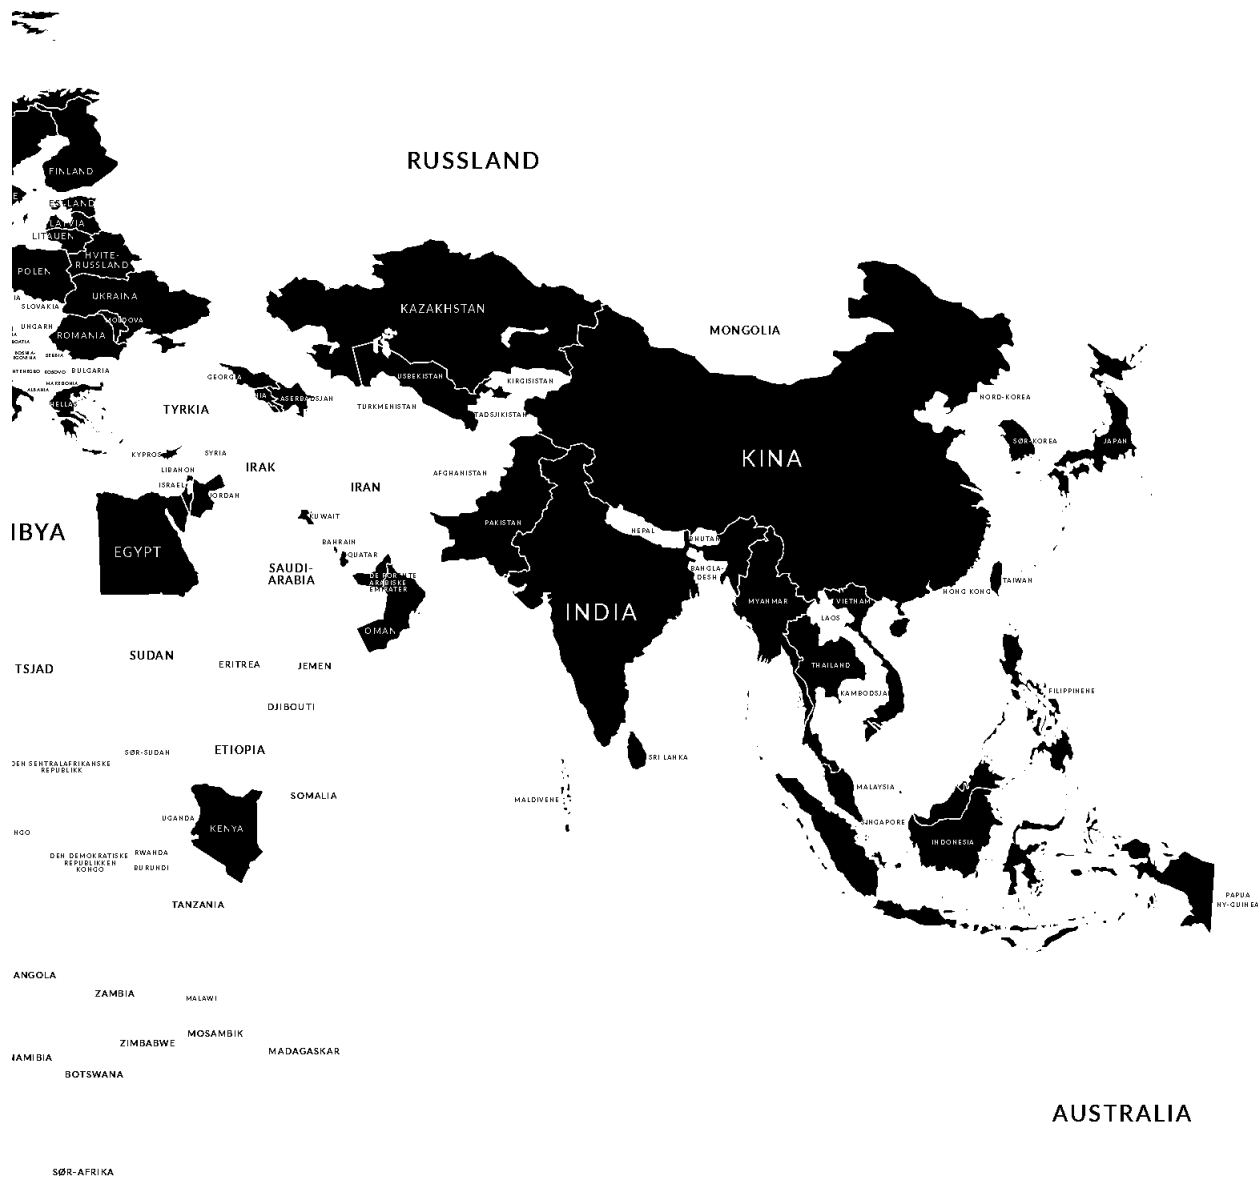 RUSSLAND
FINLAND
ESTLAND
LATVIA
LITAUEN
HVITE-
RUSSLAND
POLEN
UKRAINA
SLOVAKIA
KAZAKHSTAN
MOLDOVA
UNGARN
ROMANIA
MONGOLIA
SERBIA
KOSOVO
BULGARIA
GEORGIA
USBEKISTAN
KIRGISISTAN
MAKEDONIA
ALBANIA
HELLAS
ASERBADSJAN
NORD-KOREA
TYRKIA
TURKMENISTAN
TADSJIKISTAN
SØR-KOREA
JAPAN
KYPROS
SYRIA
KINA
LIBANON
IRAK
AFGHANISTAN
ISRAEL
IRAN
JORDAN
KUWAIT
PAKISTAN
IBYA
NEPAL
BHUTAN
BAHRAIN
EGYPT
QUATAR
SAUDI-
ARABIA
DE FORENTE
ARABISKE
EMIRATER
BANGLA-
DESH
TAIWAN
HONG KONG
MYANMAR
VIETNAM
INDIA
LAOS
OMAN
SUDAN
TSJAD
ERITREA
JEMEN
THAILAND
KAMBODSJA
FILIPPINENE
DJIBOUTI
SØR-SUDAN
ETIOPIA
SRI LANKA
DEN SENTRALAFRIKANSKE
REPUBLIKK
MALAYSIA
SOMALIA
MALDIVENE
UGANDA
SINGAPORE
KENYA
NGO
INDONESIA
DEN DEMOKRATISKE
REPUBLIKKEN
KONGO
RWANDA
BURUNDI
PAPUA
NY-GUINEA
TANZANIA
ANGOLA
ZAMBIA
MALAWI
MOSAMBIK
ZIMBABWE
MADAGASKAR
NAMIBIA
BOTSWANA
AUSTRALIA
SØR-AFRIKA